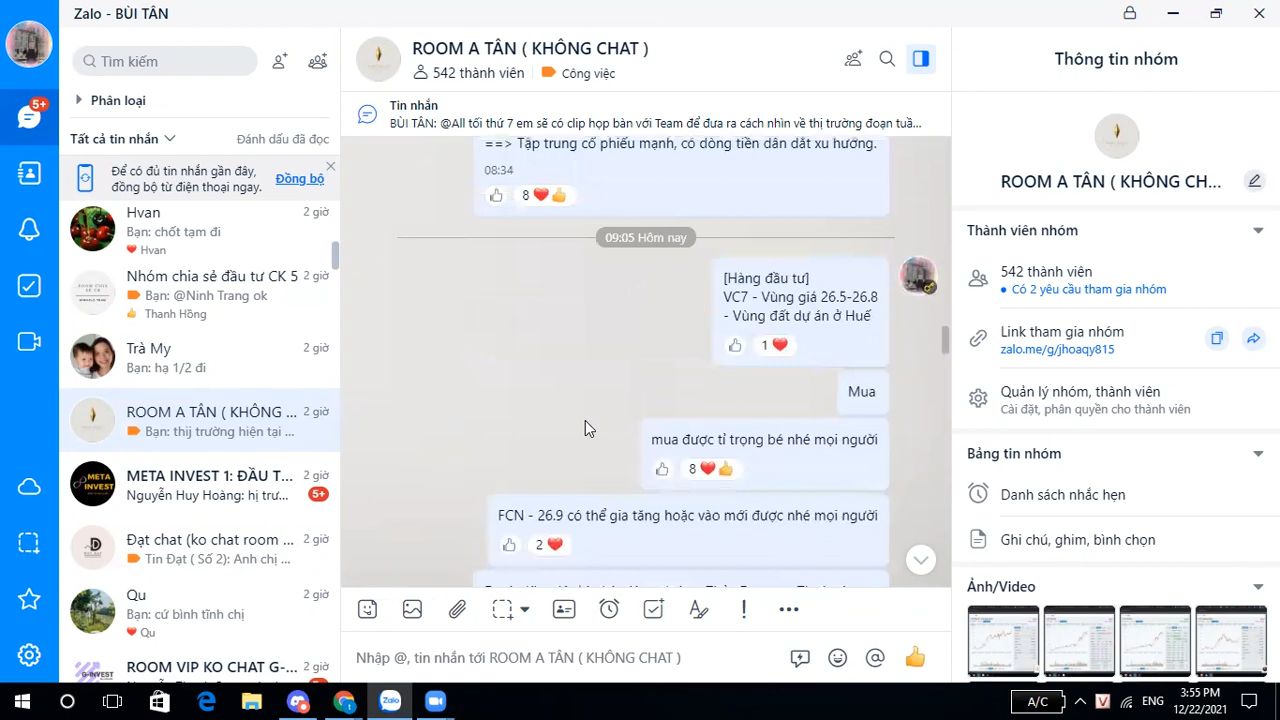 Zalo - BÙI TÂN
5+
Tìm kiếm
Phân loại
Tất cả tin nhắn
Đánh dấu đã đọc
Để có đủ tin nhắn gần đây,
đồng bộ từ điện thoại ngay.
Đồng bộ
Hvan
2 giờ
Bạn: chốt tạm đi
Hvan
Nhóm chia sẻ đầu tư CK 5
2 giờ
Bạn: @Ninh Trang ok
Thanh Hồng
Trà My
2 giờ
Bạn: hạ 1/2 đi
ROOM A TÂN ( KHÔNG ...
2 giờ
Bạn: thij trường hiện tại ...
META INVEST 1: ĐẦU T...
2 giờ
Nguyễn Huy Hoàng: hị trư...
5+
Đạt chat (ko chat room ...
2 giờ
Tin Đạt ( Số 2): Anh chị ...
Qu
2 giờ
Bạn: cứ bình tĩnh chị
Qu
ROOM VIP KO CHAT G-...
2 giờ
ROOM A TÂN ( KHÔNG CHAT )
542 thành viên
Công việc
Tin nhắn
BÙI TÂN: @All tối thứ 7 em sẽ có clip họp bàn với Team để đưa ra cách nhìn về thị trường đoạn tuầ...
==> Tập trung cổ phiếu mạnh, có dòng tiền dẫn dắt xu hướng.
08:34
8
09:05 Hôm nay
[Hàng đầu tư]
VC7 - Vùng giá 26.5-26.8
- Vùng đất dự án ở Huế
1
Mua
mua được tỉ trọng bé nhé mọi người
8
FCN - 26.9 có thể gia tăng hoặc vào mới được nhé mọi người
2
Nhập @, tin nhắn tới ROOM A TÂN ( KHÔNG CHAT )
Thông tin nhóm
ROOM A TÂN ( KHÔNG CH...
Thành viên nhóm
542 thành viên
Có 2 yêu cầu tham gia nhóm
Link tham gia nhóm
zalo.me/g/jhoaqy815
Quản lý nhóm, thành viên
Cài đặt, phân quyền cho thành viên
Bảng tin nhóm
Danh sách nhắc hẹn
Ghi chú, ghim, bình chọn
Ảnh/Video
A/C
V
ENG
3:55 PM
12/22/2021